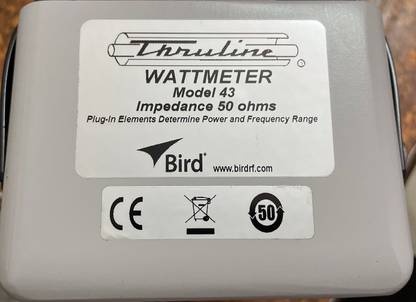 Thruline®
WATTMETER
Model 43
Impedance 50 ohms
Plug-In Elements Determine Power and Frequency Range
Bird® www.birdrf.com
CE 50